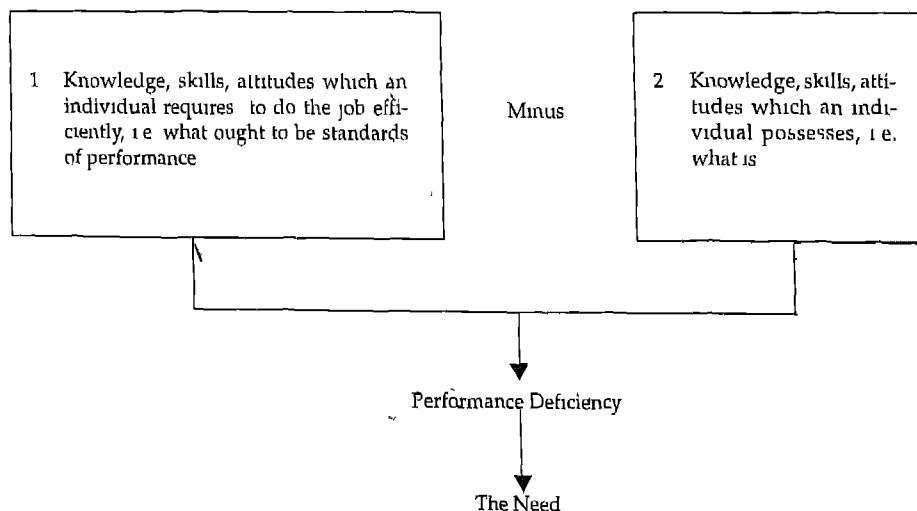 1 Knowledge, skills, attitudes which an
individual requires to do the job effi-
ciently, i e what ought to be standards
of performance
Minus
2 Knowledge, skills, atti-
tudes which an indi-
vidual possesses, i e.
what is
Performance Deficiency
The Need